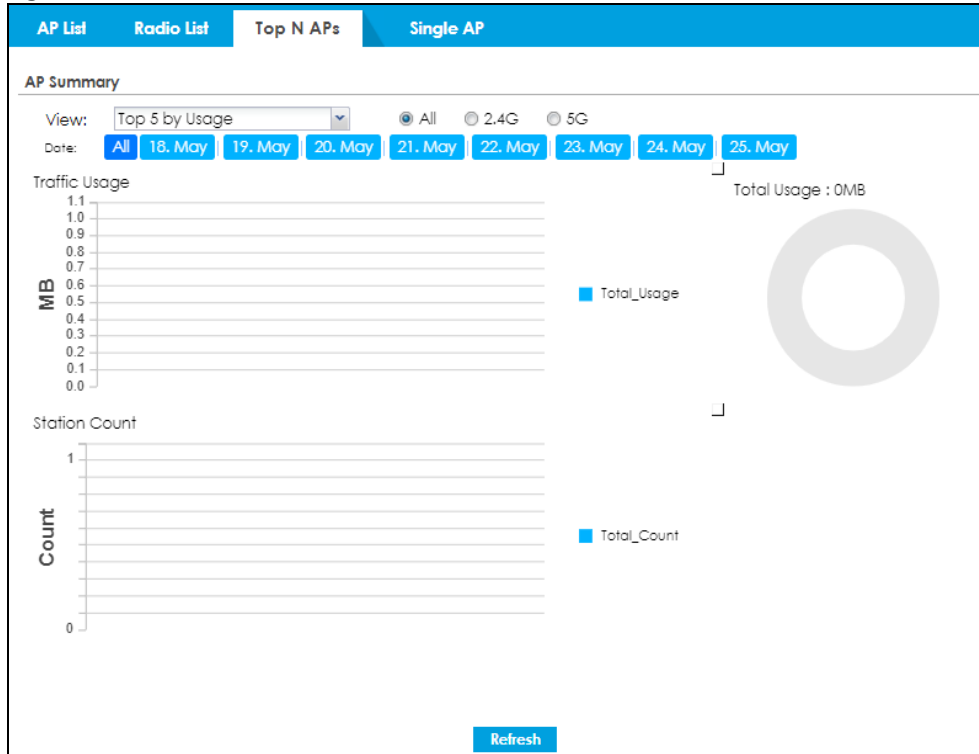 AP List Radio List Top N APs Single AP
AP Summary
View: Top 5 by Usage All 2.4G 5G
Date: All 18. May 19. May 20. May 21. May 22. May 23. May 24. May 25. May
Traffic Usage
Total Usage : 0MB
1.1
1.0
0.9
0.8
0.7
0.6
0.5
0.4
0.3
0.2
0.1
0.0
MB
Total_Usage
Station Count
1
0
Count
Total_Count
Refresh